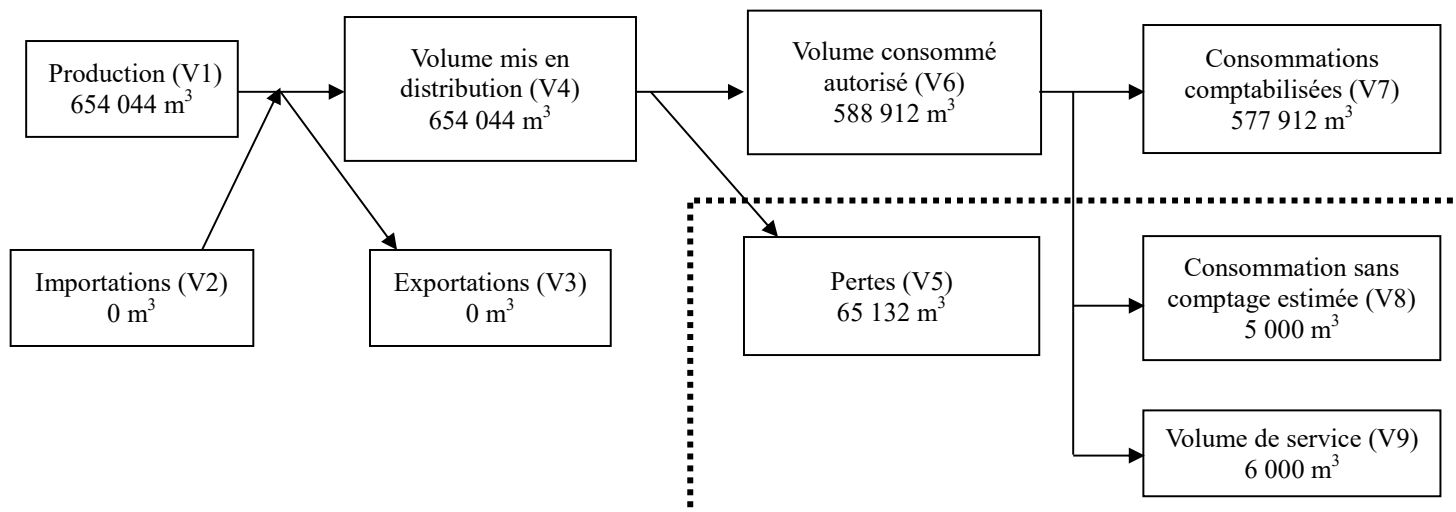 Production (V1)
654 044 m³
Volume mis en
distribution (V4)
654 044 m³
Volume consommé
autorisé (V6)
588 912 m³
Consommations
comptabilisées (V7)
577 912 m³
Importations (V2)
0 m³
Exportations (V3)
0 m³
Pertes (V5)
65 132 m³
Consommation sans
comptage estimée (V8)
5 000 m³
Volume de service (V9)
6 000 m³